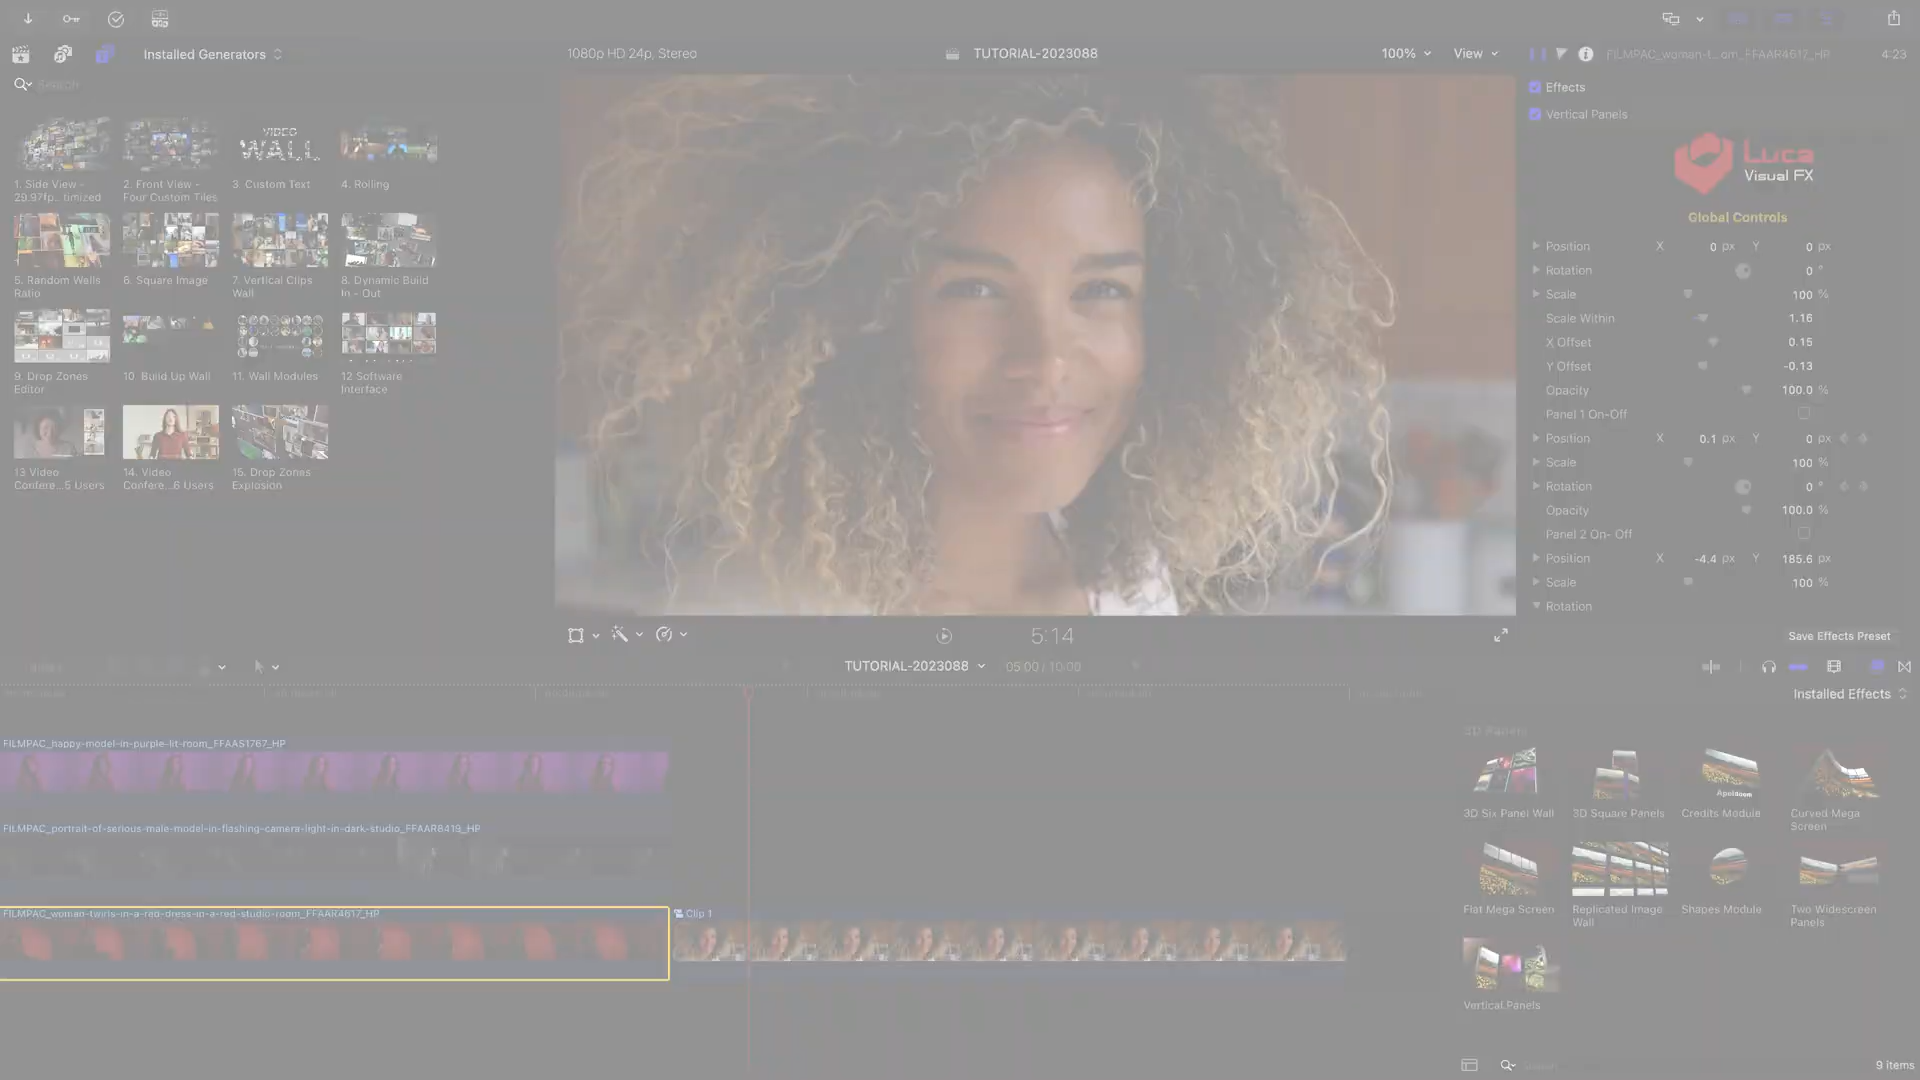 Installed Generators
1080p HD 24p, Stereo
TUTORIAL-2023088
100%
View
FILMPAC_woman-t...om_FFAAR4617_HP
4:23
Search
Effects
Vertical Panels
Luca
Visual FX
Global Controls
1. Side View -
29.97fp.. timized
2. Front View -
Four Custom Tiles
VIDEO
WALL
3. Custom Text
4. Rolling
5. Random Walls
Ratio
6. Square Image
7. Vertical Clips
Wall
8. Dynamic Build
In - Out
9. Drop Zones
Editor
10. Build Up Wall
11. Wall Modules
12 Software
Interface
13 Video
Confere...5 Users
14. Video
Confere...6 Users
15. Drop Zones
Explosion
Position X 0 px Y 0 px
Rotation 0 °
Scale 100 %
Scale Within 1.16
X Offset 0.15
Y Offset -0.13
Opacity 100.0 %
Panel 1 On-Off
Position X 0.1 px Y 0 px
Scale 100 %
Rotation 0 °
Opacity 100.0 %
Panel 2 On- Off
Position X -4.4 px Y 185.6 px
Scale 100 %
Rotation
5:14
Save Effects Preset
TUTORIAL-2023088
05:00 / 10:00
Installed Effects
FILMPAC_happy-model-in-purple-lit-room_FFAAS1767_HP
FILMPAC_portrait-of-serious-male-model-in-flashing-camera-light-in-dark-studio_FFAAR8419_HP
FILMPAC_woman-twirls-in-a-red-dress-in-a-red-studio-room_FFAAR4617_HP
Clip 1
3D Panels
3D Six Panel Wall
3D Square Panels
Credits Module
Curved Mega
Screen
Flat Mega Screen
Replicated Image
Wall
Shapes Module
Two Widescreen
Panels
Vertical Panels
9 items